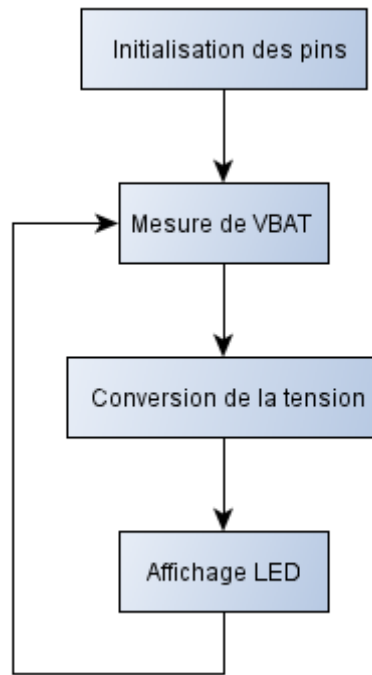 Initialisation des pins
Mesure de VBAT
Conversion de la tension
Affichage LED